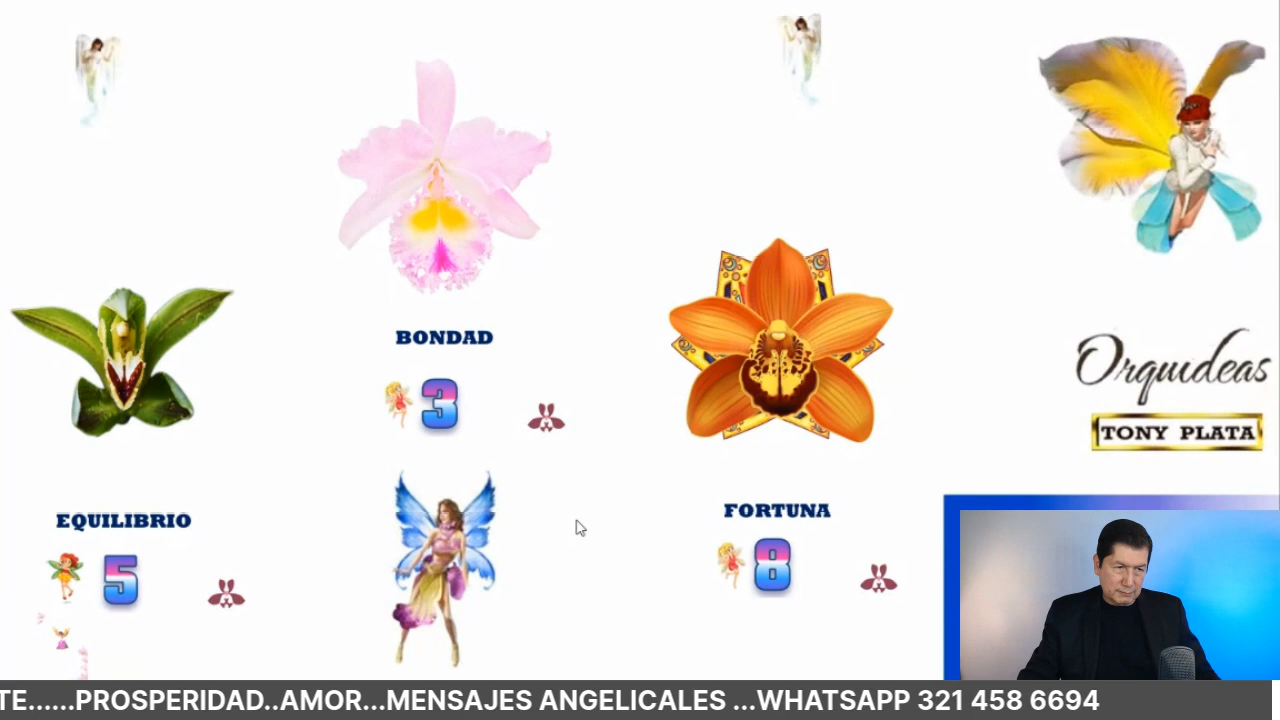 BONDAD
3
EQUILIBRIO
5
FORTUNA
8
Orquideas
TONY PLATA
TE......PROSPERIDAD..AMOR...MENSAJES ANGELICALES ...WHATSAPP 321 458 6694